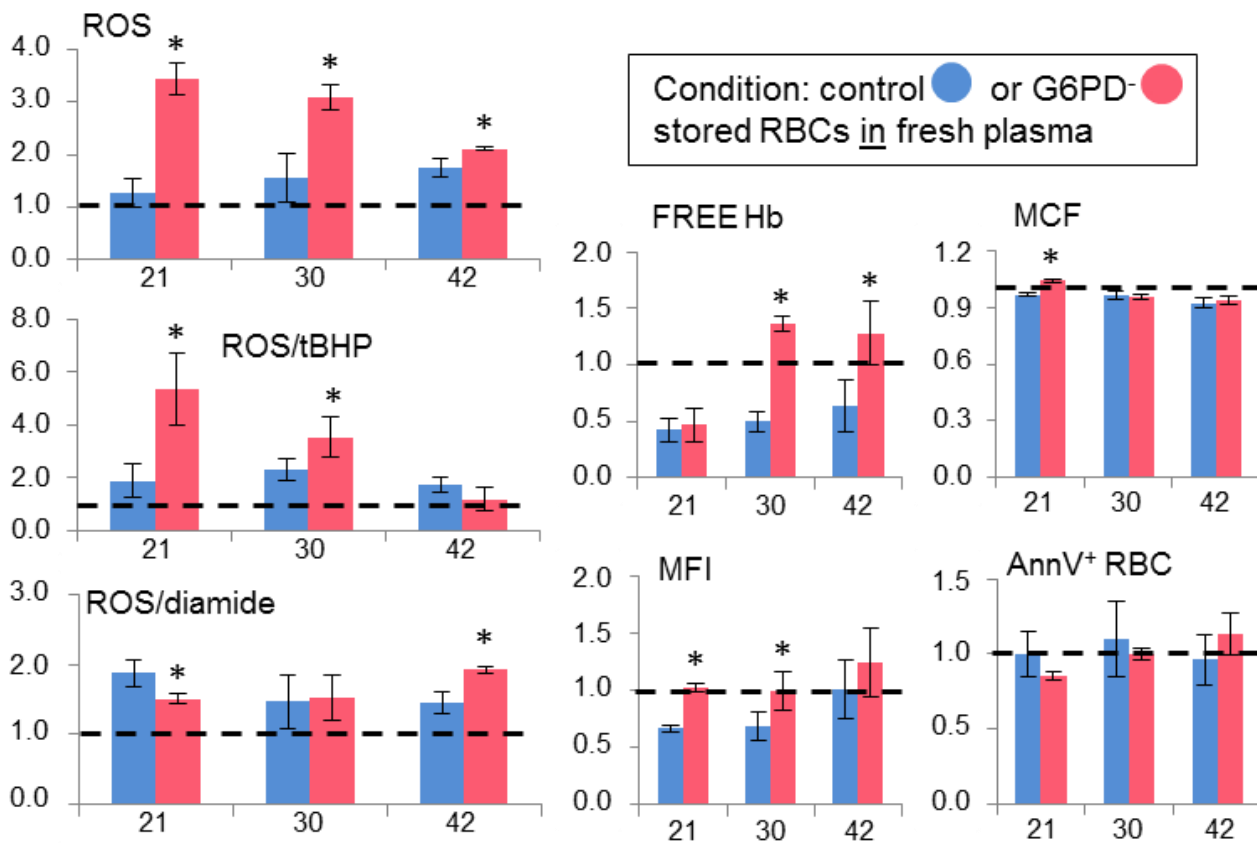 ROS
4.0
*
*
3.0
*
2.0
1.0
0.0
21 30 42
Condition: control or G6PD-
stored RBCs in fresh plasma
8.0
ROS/tBHP
*
6.0
*
4.0
2.0
0.0
21 30 42
3.0
ROS/diamide
*
*
2.0
1.0
0.0
21 30 42
FREE Hb
2.0
*
*
1.5
1.0
0.5
0.0
21 30 42
MCF
1.2
*
0.9
0.6
0.3
0.0
21 30 42
MFI
2.0
1.5
*
*
1.0
0.5
0.0
21 30 42
AnnV⁺ RBC
1.5
1.0
0.5
0.0
21 30 42